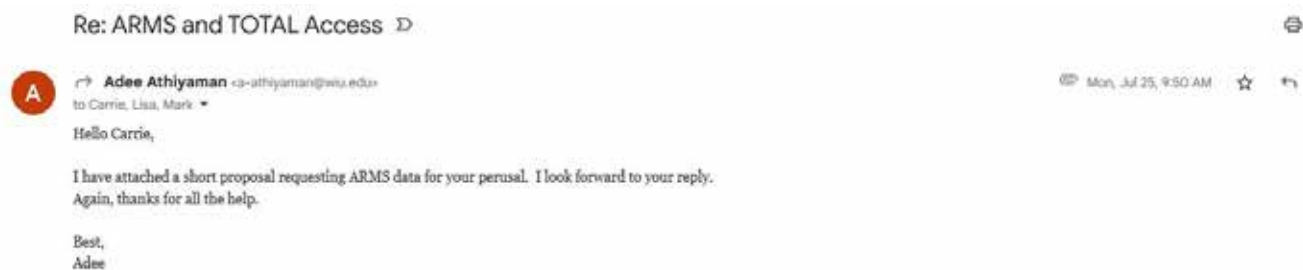 Re: ARMS and TOTAL Access
A
Adee Athiyaman <a-athiyaman@wiu.edu>
Mon, Jul 25, 9:50 AM
to Carrie, Lisa, Mark
Hello Carrie,
I have attached a short proposal requesting ARMS data for your perusal. I look forward to your reply.
Again, thanks for all the help.
Best,
Adee